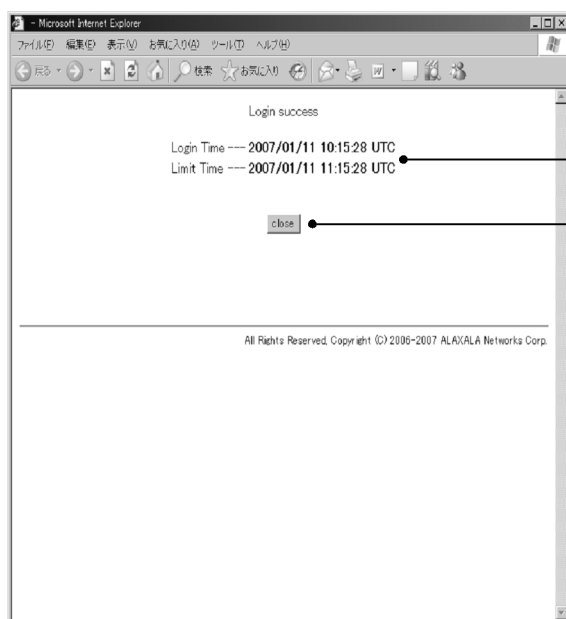 - Microsoft Internet Explorer
ファイル(F) 編集(E) 表示(V) お気に入り(A) ツール(T) ヘルプ(H)
戻る 検索 お気に入り
Login success
Login Time --- 2007/01/11 10:15:28 UTC
Limit Time --- 2007/01/11 11:15:28 UTC
close
All Rights Reserved, Copyright (C) 2006-2007 ALAXALA Networks Corp.